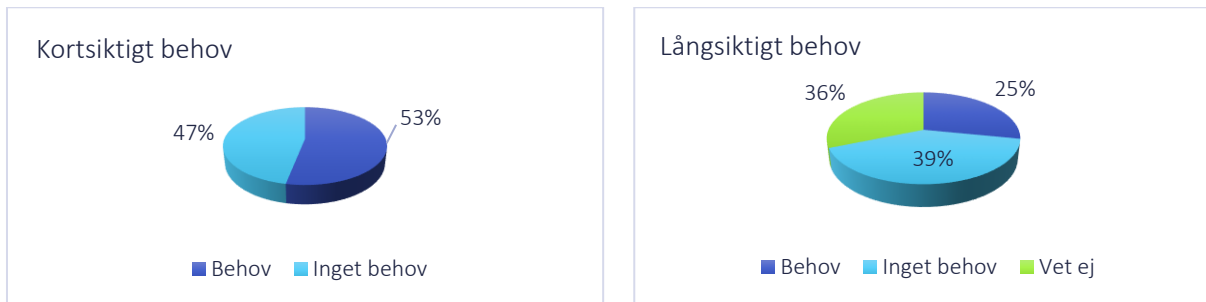 Kortsiktigt behov
47%
53%
Behov
Inget behov
Långsiktigt behov
36%
25%
39%
Behov
Inget behov
Vet ej